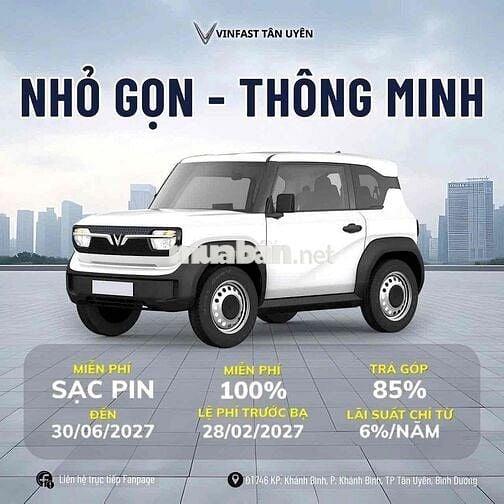 VINFAST TÂN UYÊN
NHỎ GỌN - THÔNG MINH
muaban.net
MIỄN PHÍ
SẠC PIN
ĐẾN
30/06/2027
MIỄN PHÍ
100%
LỆ PHÍ TRƯỚC BẠ
28/02/2027
TRẢ GÓP
85%
LÃI SUẤT CHỈ TỪ
6%/NĂM
Liên hệ trực tiếp Fanpage
ĐT746 KP. Khánh Bình, P. Khánh Bình, TP Tân Uyên, Bình Dương